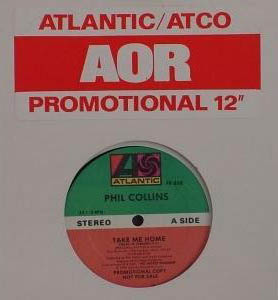 ATLANTIC/ATCO
AOR
PROMOTIONAL 12"
ATLANTIC
PHIL COLLINS
STEREO
A SIDE
TAKE ME HOME
PROMOTIONAL COPY
NOT FOR SALE